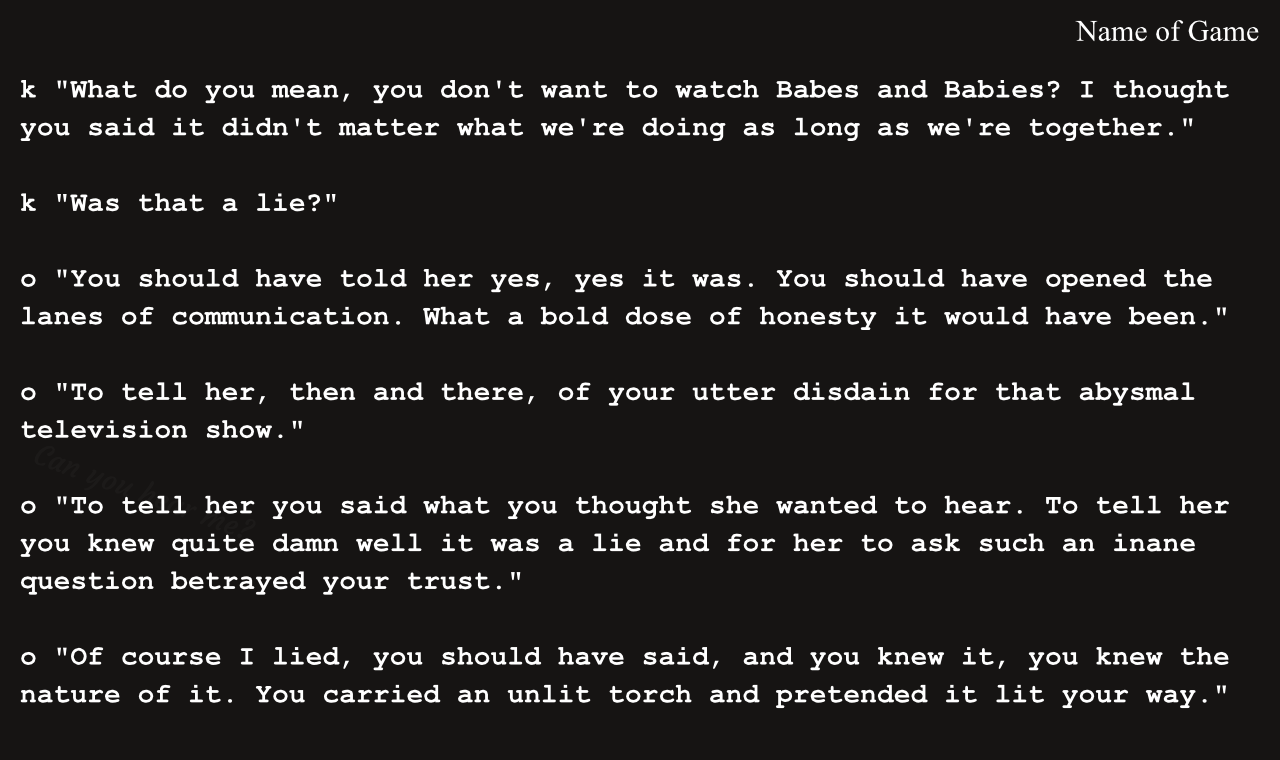 Name of Game
k "What do you mean, you don't want to watch Babes and Babies? I thought
you said it didn't matter what we're doing as long as we're together."
k "Was that a lie?"
o "You should have told her yes, yes it was. You should have opened the
lanes of communication. What a bold dose of honesty it would have been."
o "To tell her, then and there, of your utter disdain for that abysmal
television show."
Can you me?
o "To tell her you said what you thought she wanted to hear. To tell her
you knew quite damn well it was a lie and for her to ask such an inane
question betrayed your trust."
o "Of course I lied, you should have said, and you knew it, you knew the
nature of it. You carried an unlit torch and pretended it lit your way."